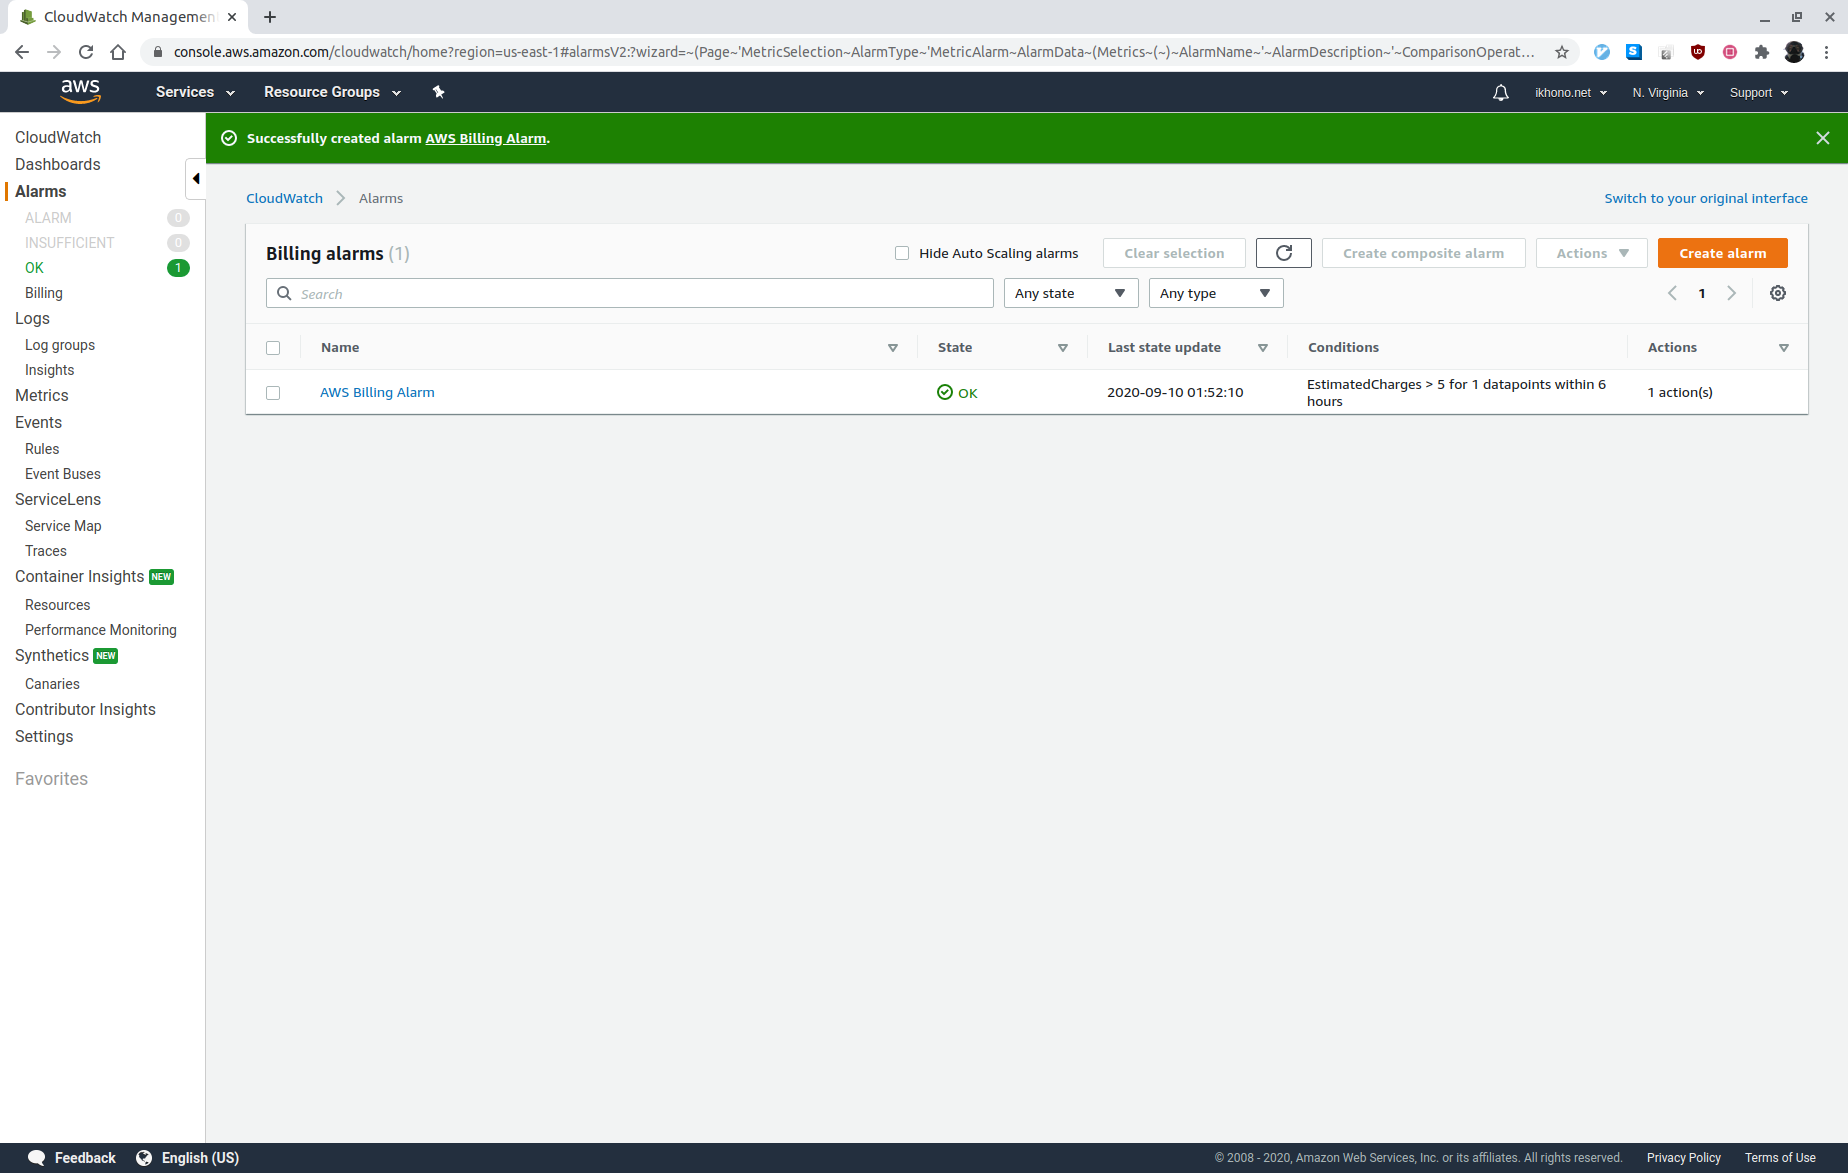 CloudWatch Managemen
console.aws.amazon.com/cloudwatch/home?region=us-east-1#alarmsV2:?wizard=~(Page~'MetricSelection~AlarmType~'MetricAlarm~AlarmData~(Metrics~(~)~AlarmName~'~AlarmDescription~'~ComparisonOperat...
aws
Services
Resource Groups
ikhono.net
N. Virginia
Support
CloudWatch
Dashboards
Alarms
ALARM 0
INSUFFICIENT 0
OK 1
Billing
Logs
Log groups
Insights
Metrics
Events
Rules
Event Buses
ServiceLens
Service Map
Traces
Container Insights NEW
Resources
Performance Monitoring
Synthetics NEW
Canaries
Contributor Insights
Settings
Favorites
Successfully created alarm AWS Billing Alarm.
CloudWatch Alarms
Switch to your original interface
Billing alarms (1)
Hide Auto Scaling alarms
Clear selection
Create composite alarm
Actions
Create alarm
Search
Any state
Any type
1
Name State Last state update Conditions Actions
AWS Billing Alarm OK 2020-09-10 01:52:10 EstimatedCharges > 5 for 1 datapoints within 6
hours
1 action(s)
Feedback
English (US)
© 2008 - 2020, Amazon Web Services, Inc. or its affiliates. All rights reserved.
Privacy Policy
Terms of Use